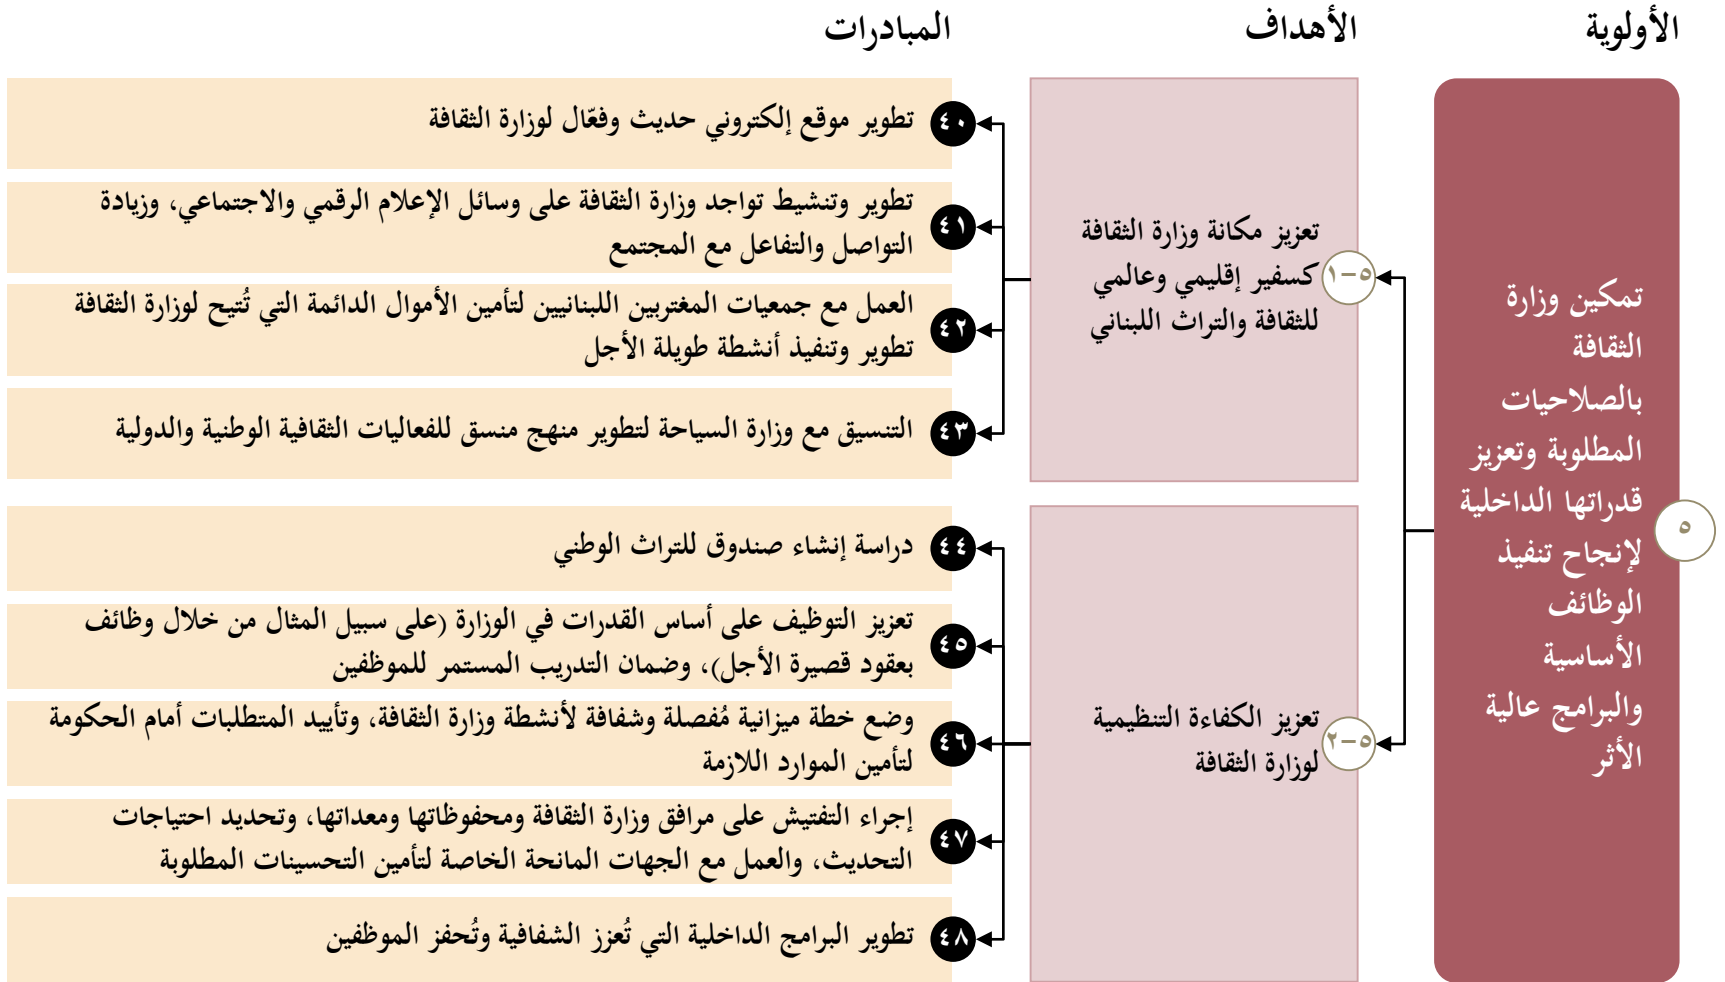 الأولوية
الأهداف
المبادرات
٥
تمكين وزارة
الثقافة
بالصلاحيات
المطلوبة وتعزيز
قدراتها الداخلية
لإنجاح تنفيذ
الوظائف
الأساسية
والبرامج عالية
الأثر
٥-١
تعزيز مكانة وزارة الثقافة
كسفير إقليمي وعالمي
للثقافة والتراث اللبناني
٤٠
تطوير موقع إلكتروني حديث وفعّال لوزارة الثقافة
٤١
تطوير وتنشيط تواجد وزارة الثقافة على وسائل الإعلام الرقمي والاجتماعي، وزيادة
التواصل والتفاعل مع المجتمع
٤٢
العمل مع جمعيات المغتربين اللبنانيين لتأمين الأموال الدائمة التي تُتيح لوزارة الثقافة
تطوير وتنفيذ أنشطة طويلة الأجل
٤٣
التنسيق مع وزارة السياحة لتطوير منهج منسق للفعاليات الثقافية الوطنية والدولية
٥-٢
تعزيز الكفاءة التنظيمية
لوزارة الثقافة
٤٤
دراسة إنشاء صندوق للتراث الوطني
٤٥
تعزيز التوظيف على أساس القدرات في الوزارة (على سبيل المثال من خلال وظائف
بعقود قصيرة الأجل)، وضمان التدريب المستمر للموظفين
٤٦
وضع خطة ميزانية مُفصلة وشفافة لأنشطة وزارة الثقافة، وتأييد المتطلبات أمام الحكومة
لتأمين الموارد اللازمة
٤٧
إجراء التفتيش على مرافق وزارة الثقافة ومحفوظاتها ومعداتها، وتحديد احتياجات
التحديث، والعمل مع الجهات المانحة الخاصة لتأمين التحسينات المطلوبة
٤٨
تطوير البرامج الداخلية التي تُعزز الشفافية وتُحفز الموظفين